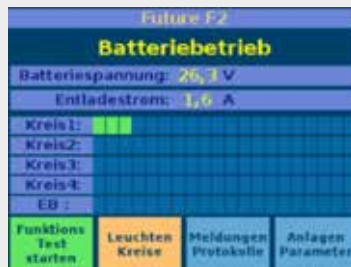 Future F2
Batteriebetrieb
Batteriespannung: 26,3 V
Entladestrom: 1,6 A
Kreis1:
Kreis2:
Kreis3:
Kreis4:
EB :
Funktions Leuchten Meldungen Anlagen
Test Kreise Protokolle Parameter
starten